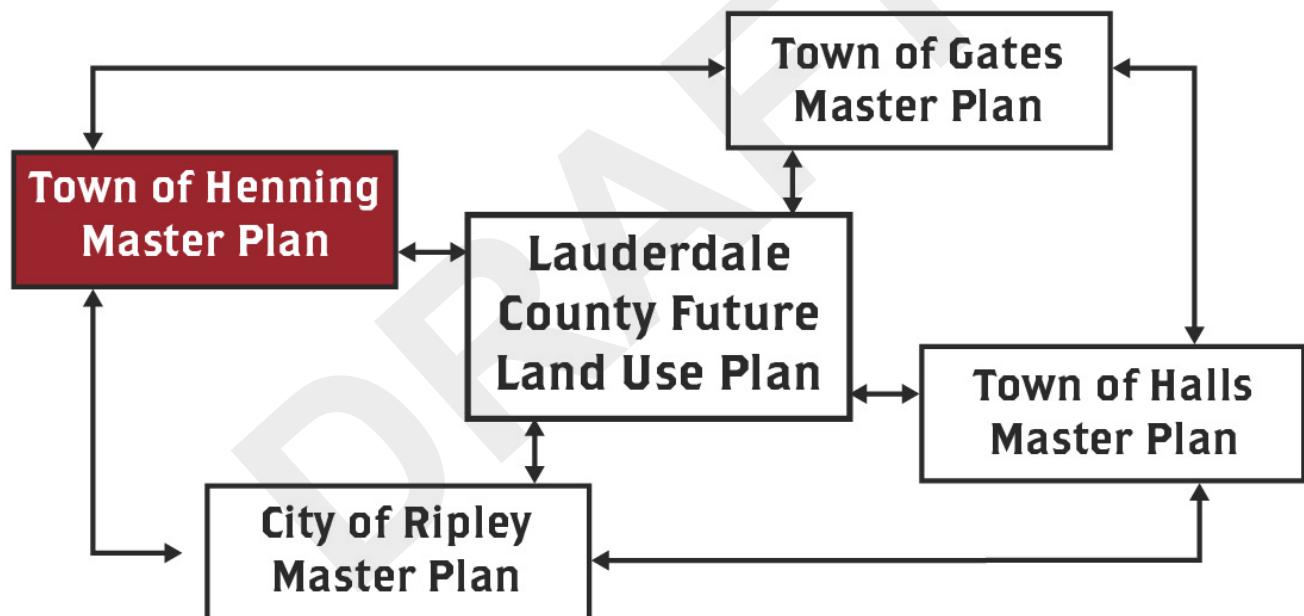 Town of Gates
Master Plan
Town of Henning
Master Plan
Lauderdale
County Future
Land Use Plan
Town of Halls
Master Plan
City of Ripley
Master Plan
DRAFT